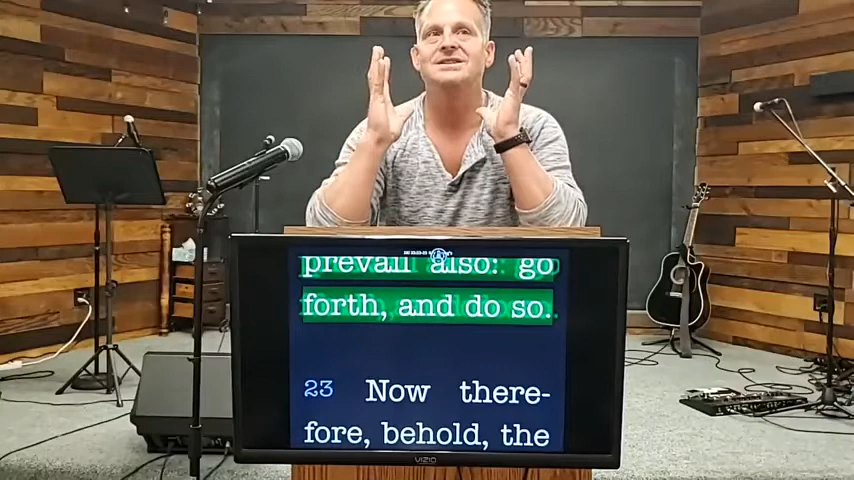 prevail also: go
forth, and do so.
23 Now there-
fore, behold, the
VIZIO